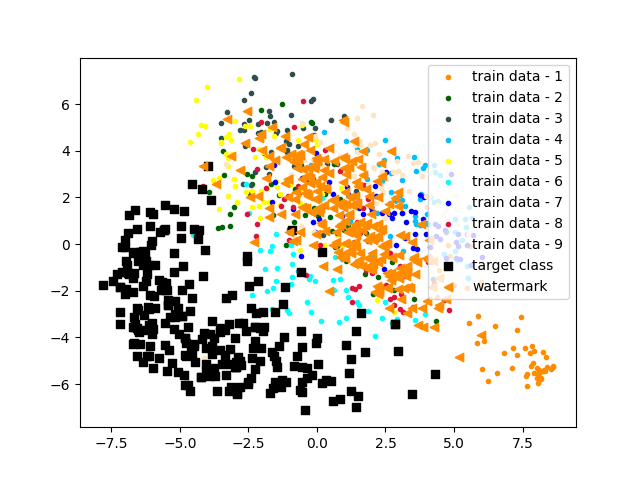 train data - 1
train data - 2
train data - 3
train data - 4
train data - 5
train data - 6
train data - 7
train data - 8
train data - 9
target class
watermark
6
4
2
0
−2
−4
−6
−7.5 −5.0 −2.5 0.0 2.5 5.0 7.5